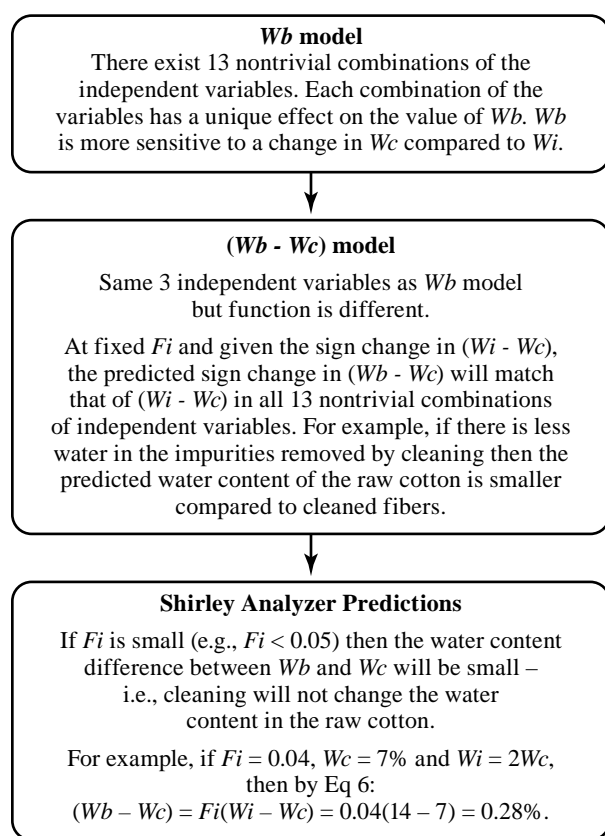 Wb model
There exist 13 nontrivial combinations of the
independent variables. Each combination of the
variables has a unique effect on the value of Wb. Wb
is more sensitive to a change in Wc compared to Wi.
(Wb - Wc) model
Same 3 independent variables as Wb model
but function is different.
At fixed Fi and given the sign change in (Wi - Wc),
the predicted sign change in (Wb - Wc) will match
that of (Wi - Wc) in all 13 nontrivial combinations
of independent variables. For example, if there is less
water in the impurities removed by cleaning then the
predicted water content of the raw cotton is smaller
compared to cleaned fibers.
Shirley Analyzer Predictions
If Fi is small (e.g., Fi < 0.05) then the water content
difference between Wb and Wc will be small –
i.e., cleaning will not change the water
content in the raw cotton.
For example, if Fi = 0.04, Wc = 7% and Wi = 2Wc,
then by Eq 6:
(Wb – Wc) = Fi(Wi – Wc) = 0.04(14 – 7) = 0.28%.